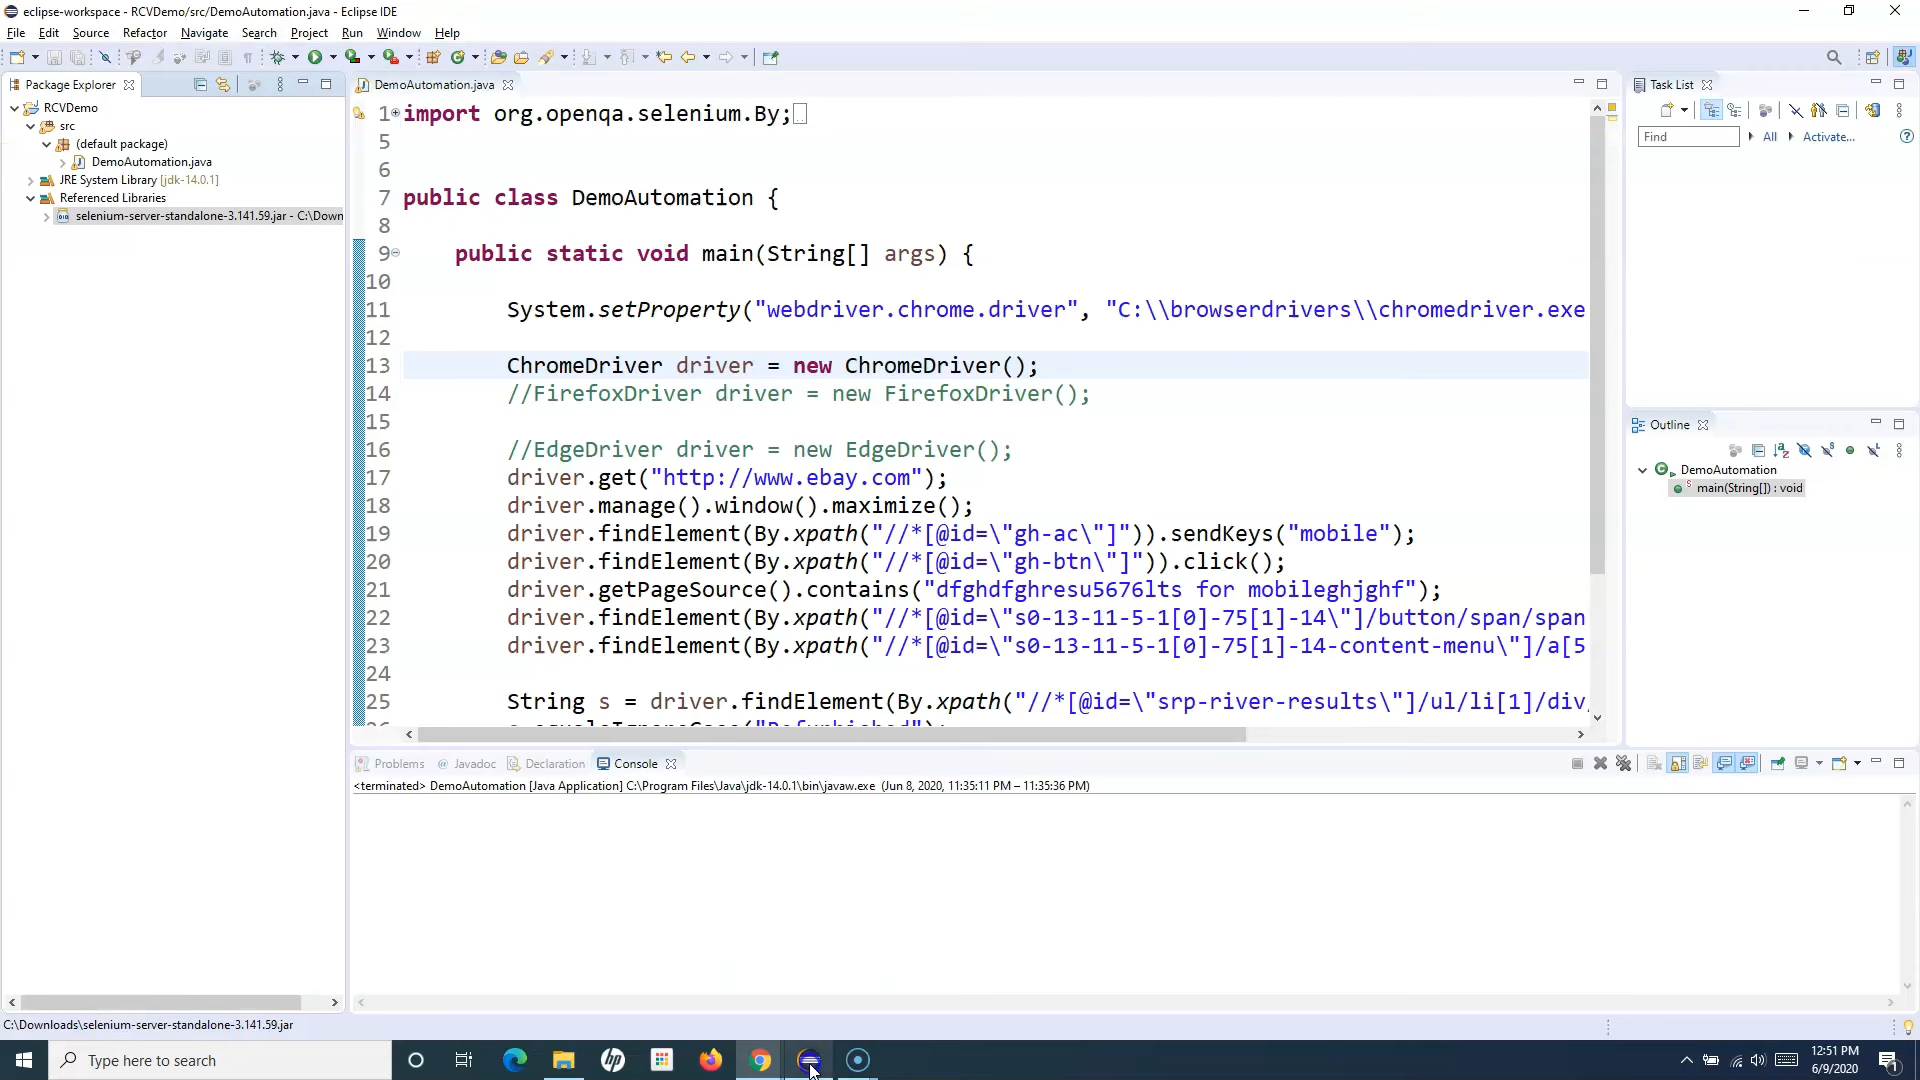 eclipse-workspace - RCVDemo/src/DemoAutomation.java - Eclipse IDE
File Edit Source Refactor Navigate Search Project Run Window Help
Package Explorer
RCVDemo
src
(default package)
DemoAutomation.java
JRE System Library [jdk-14.0.1]
Referenced Libraries
selenium-server-standalone-3.141.59.jar - C:\Down
DemoAutomation.java
1 import org.openqa.selenium.By;
5
6
7 public class DemoAutomation {
8
9 public static void main(String[] args) {
10
11 System.setProperty("webdriver.chrome.driver", "C:\\browserdrivers\\chromedriver.exe
12
13 ChromeDriver driver = new ChromeDriver();
14 //FirefoxDriver driver = new FirefoxDriver();
15
16 //EdgeDriver driver = new EdgeDriver();
17 driver.get("http://www.ebay.com");
18 driver.manage().window().maximize();
19 driver.findElement(By.xpath("//*[@id=\"gh-ac\"]")).sendKeys("mobile");
20 driver.findElement(By.xpath("//*[@id=\"gh-btn\"]")).click();
21 driver.getPageSource().contains("dfghdfghresu5676lts for mobileghjghf");
22 driver.findElement(By.xpath("//*[@id=\"s0-13-11-5-1[0]-75[1]-14\"]/button/span/span
23 driver.findElement(By.xpath("//*[@id=\"s0-13-11-5-1[0]-75[1]-14-content-menu\"]/a[5
24
25 String s = driver.findElement(By.xpath("//*[@id=\"srp-river-results\"]/ul/li[1]/div/
Task List
Find All Activate...
Outline
DemoAutomation
main(String[]) : void
Problems Javadoc Declaration Console
<terminated> DemoAutomation [Java Application] C:\Program Files\Java\jdk-14.0.1\bin\javaw.exe (Jun 8, 2020, 11:35:11 PM – 11:35:36 PM)
C:\Downloads\selenium-server-standalone-3.141.59.jar
Type here to search
hp
12:51 PM
6/9/2020
1